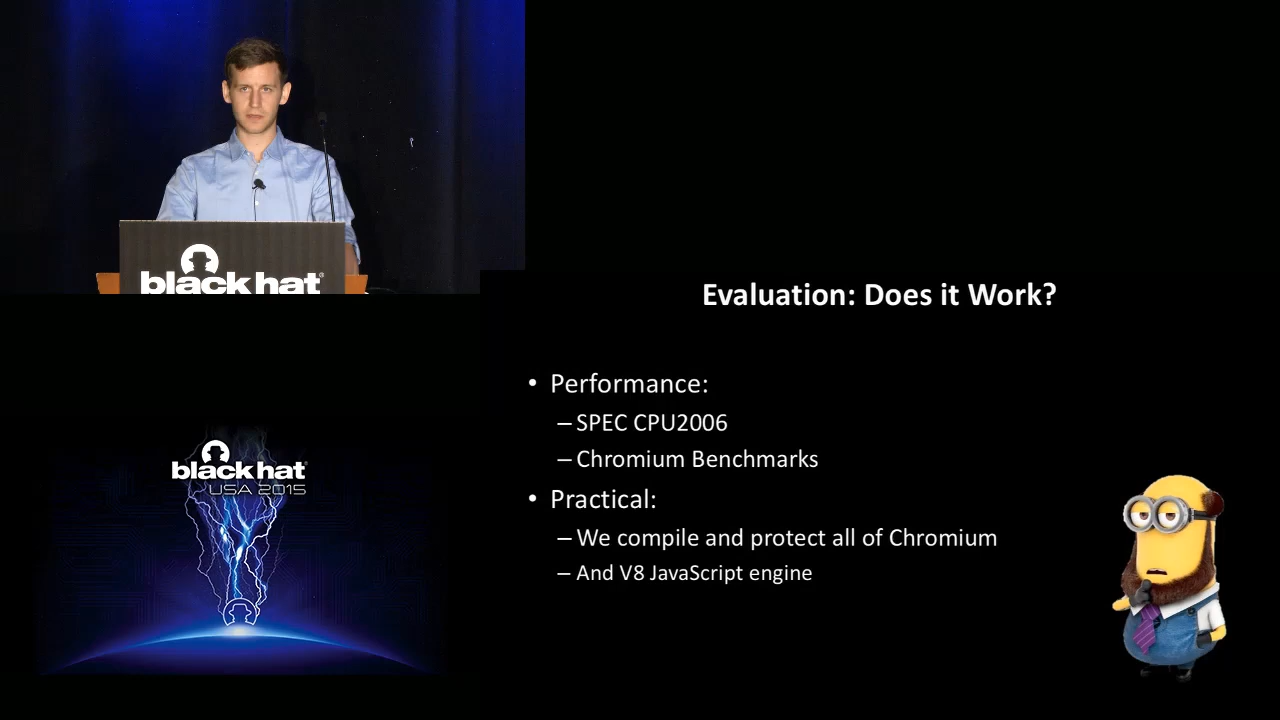 black hat®
black hat
USA 2015
Evaluation: Does it Work?
• Performance:
– SPEC CPU2006
– Chromium Benchmarks
• Practical:
– We compile and protect all of Chromium
– And V8 JavaScript engine